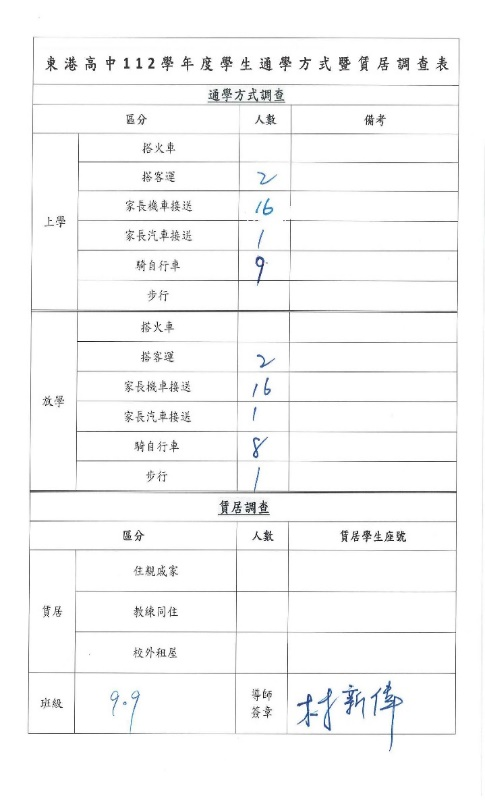 東港高中112學年度學生通學方式暨賃居調查表
通學方式調查
區分 人數 備考
上學
搭火車
搭客運 2
家長機車接送 16
家長汽車接送 1
騎自行車 9
步行
放學
搭火車
搭客運 2
家長機車接送 16
家長汽車接送 1
騎自行車 8
步行 1
賃居調查
區分 人數 賃居學生座號
賃居
住親戚家
教練同住
校外租屋
班級 9.9 導師
簽章 新偉